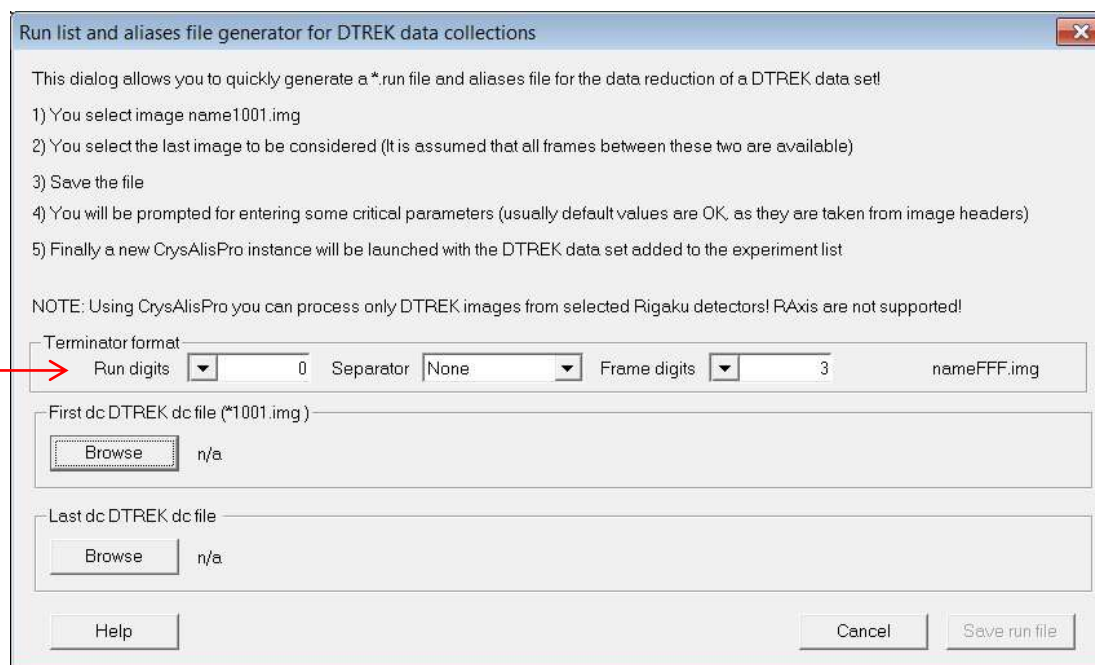 Run list and aliases file generator for DTREK data collections
This dialog allows you to quickly generate a *.run file and aliases file for the data reduction of a DTREK data set!
1) You select image name1001.img
2) You select the last image to be considered (It is assumed that all frames between these two are available)
3) Save the file
4) You will be prompted for entering some critical parameters (usually default values are OK, as they are taken from image headers)
5) Finally a new CrysAlisPro instance will be launched with the DTREK data set added to the experiment list
NOTE: Using CrysAlisPro you can process only DTREK images from selected Rigaku detectors! RAxis are not supported!
Terminator format
Run digits 0 Separator None Frame digits 3 nameFFF.img
First dc DTREK dc file (*1001.img )
Browse n/a
Last dc DTREK dc file
Browse n/a
Help Cancel Save run file